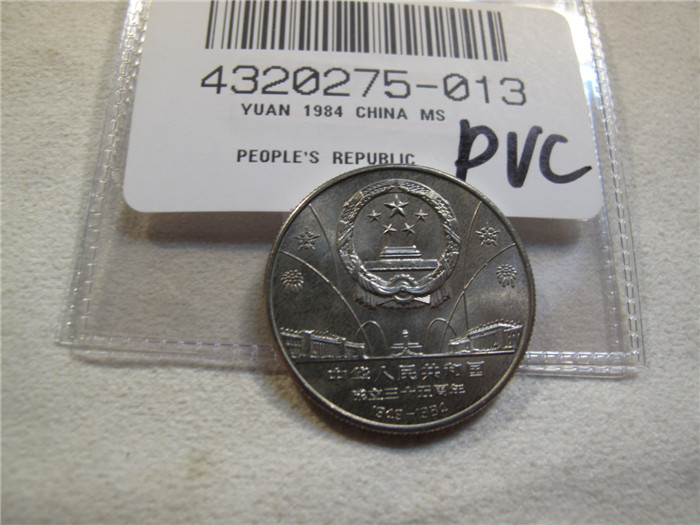 4320275-013
YUAN 1984 CHINA MS
PEOPLE'S REPUBLIC
PVC
中华人民共和国
成立三十五周年
1949-1984